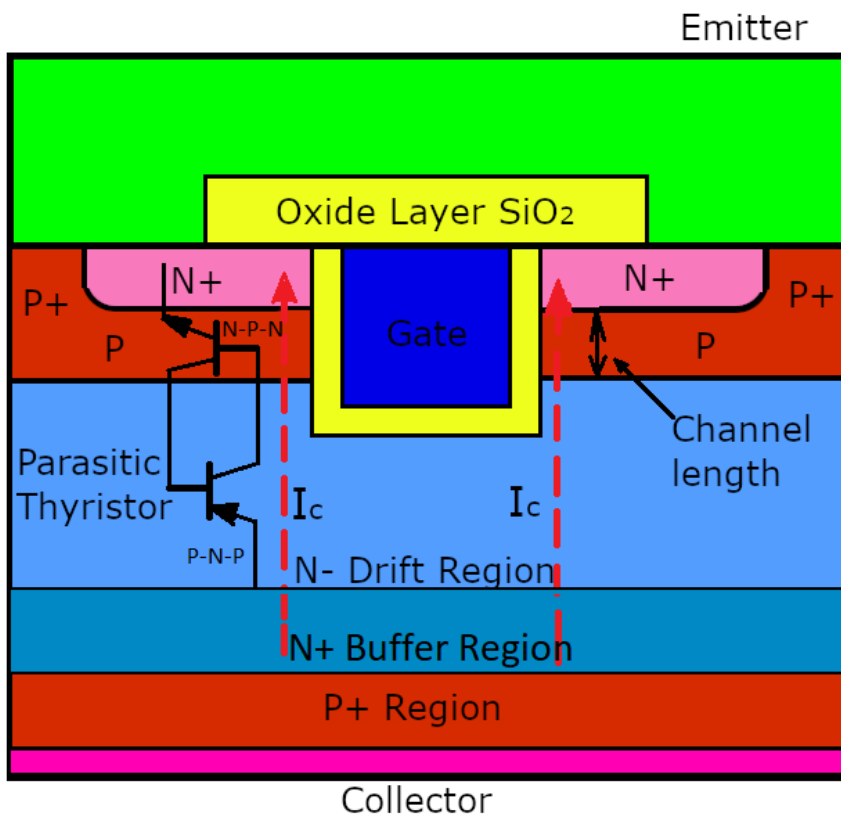 Emitter
Oxide Layer SiO₂
N+
N+
P+
P+
N-P-N
P
Gate
P
Channel
length
Parasitic
Thyristor
Ic
Ic
P-N-P
N- Drift Region
N+ Buffer Region
P+ Region
Collector